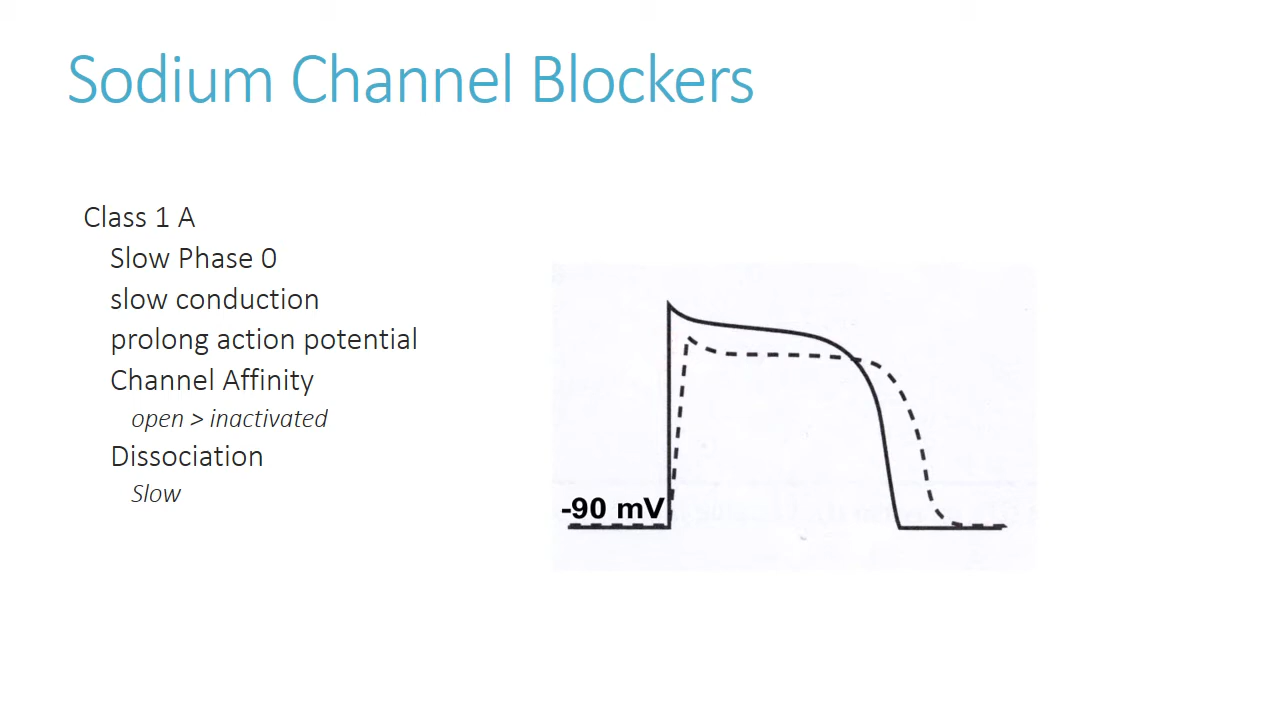 Sodium Channel Blockers
Class 1 A
Slow Phase 0
slow conduction
prolong action potential
Channel Affinity
open > inactivated
Dissociation
Slow
-90 mV